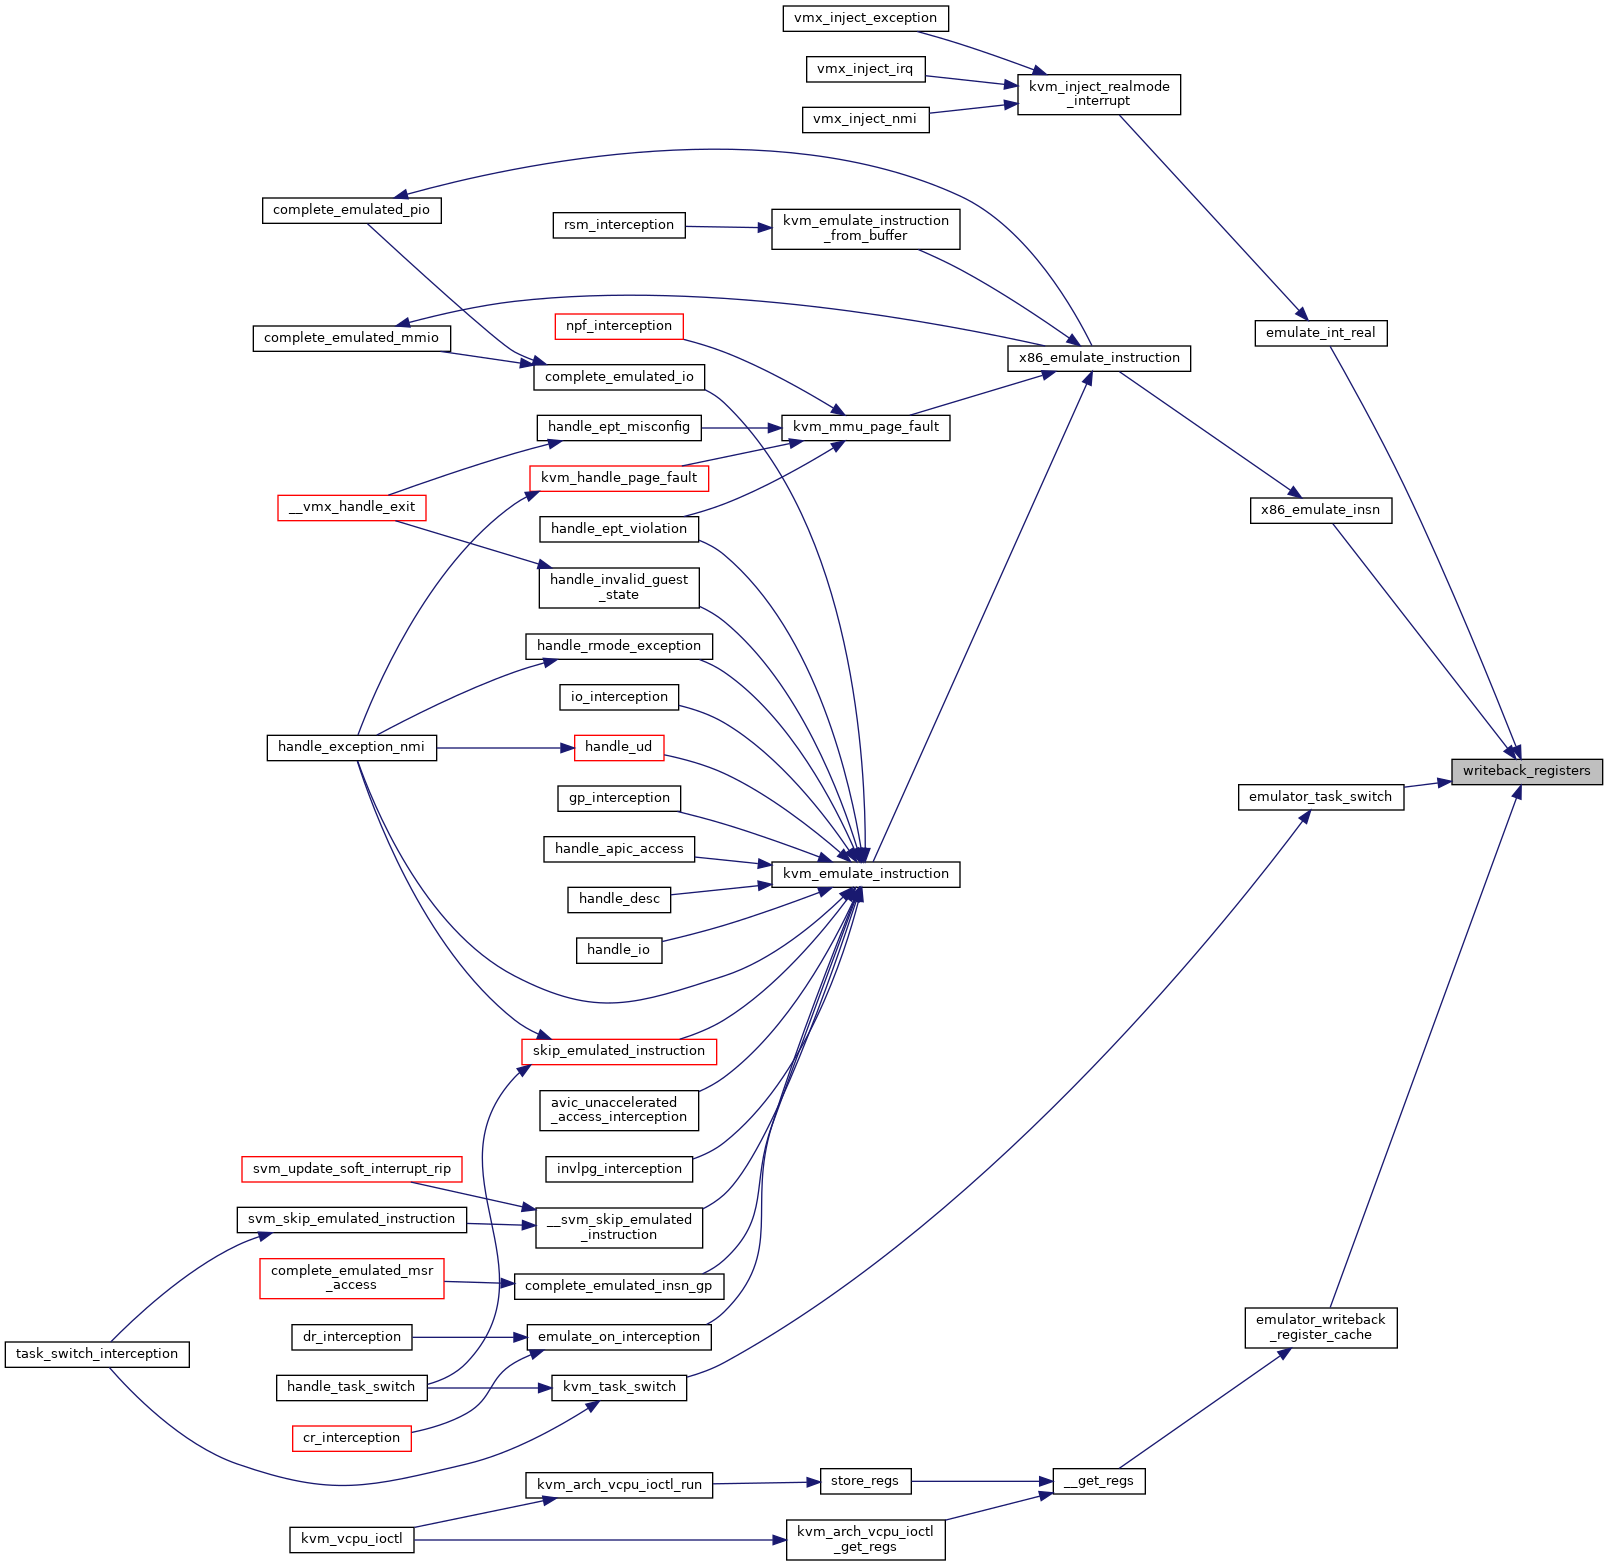 vmx_inject_exception
vmx_inject_irq
kvm_inject_realmode
_interrupt
vmx_inject_nmi
complete_emulated_pio
rsm_interception
kvm_emulate_instruction
_from_buffer
npf_interception
emulate_int_real
complete_emulated_mmio
x86_emulate_instruction
complete_emulated_io
handle_ept_misconfig
kvm_mmu_page_fault
kvm_handle_page_fault
__vmx_handle_exit
x86_emulate_insn
handle_ept_violation
handle_invalid_guest
_state
handle_rmode_exception
io_interception
handle_exception_nmi
handle_ud
writeback_registers
gp_interception
emulator_task_switch
handle_apic_access
kvm_emulate_instruction
handle_desc
handle_io
skip_emulated_instruction
avic_unaccelerated
_access_interception
svm_update_soft_interrupt_rip
invlpg_interception
svm_skip_emulated_instruction
__svm_skip_emulated
_instruction
complete_emulated_msr
_access
complete_emulated_insn_gp
emulator_writeback
_register_cache
dr_interception
emulate_on_interception
task_switch_interception
handle_task_switch
kvm_task_switch
cr_interception
kvm_arch_vcpu_ioctl_run
store_regs
__get_regs
kvm_vcpu_ioctl
kvm_arch_vcpu_ioctl
_get_regs